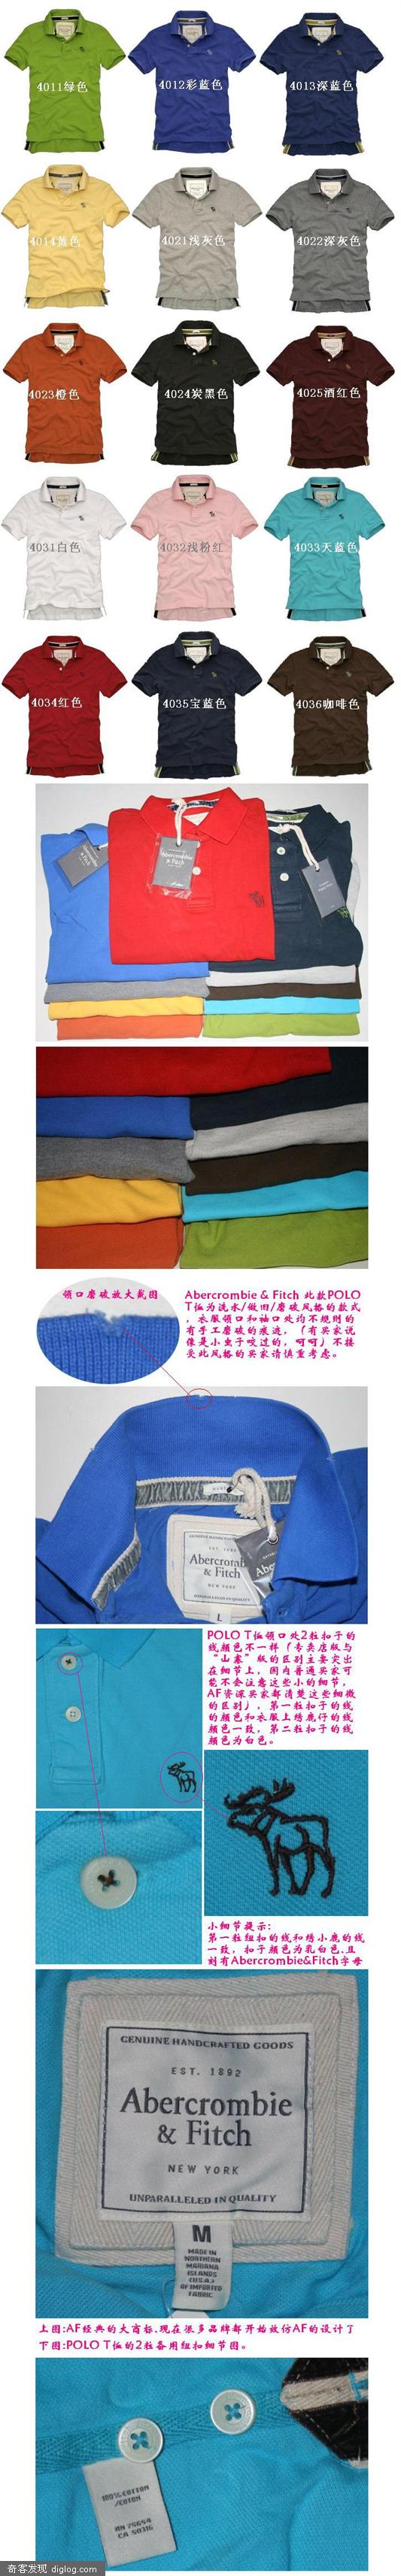 4011绿色
4012彩蓝色
4013深蓝色
4014黄色
4021浅灰色
4022深灰色
4023橙色
4024炭黑色
4025酒红色
4031白色
4032浅粉红
4033天蓝色
4034红色
4035宝蓝色
4036咖啡色
Abercrombie
& Fitch
领口磨破放大截图
Abercrombie & Fitch 此款POLO
T恤为洗水/做旧/磨破风格的款式
，衣服领口和袖口处均不规则的
有手工磨破的痕迹，（有买家说
像是小虫子咬过的，呵呵）不接
受此风格的买家请慎重考虑。
GENUINE HANDCRAFTED GOODS
EST. 1892
Abercrombie
& Fitch
NEW YORK
L
POLO T恤领口处2粒扣子的
线颜色不一样（专卖店版与
“山寨”版的区别主要突出
在细节上，国内普通买家可
能不会注意这些小的细节，
AF资深买家都清楚这些细微
的区别），第一粒扣子的线
的颜色和衣服上绣鹿仔的线
颜色一致，第二粒扣子的线
颜色为白色。
小细节提示:
第一粒纽扣的线和绣小鹿的线
一致，扣子颜色为乳白色.且
刻有Abercrombie&Fitch字母
GENUINE HANDCRAFTED GOODS
EST. 1892
Abercrombie
& Fitch
NEW YORK
UNPARALLELED IN QUALITY
M
MADE IN
NORTHERN
MARIANA
ISLANDS
(U.S.A.)
OF IMPORTED
FABRIC
上图:AF经典的大商标.现在很多品牌都开始效仿AF的设计了
下图:POLO T恤的2粒备用纽扣细节图。
100% COTTON
/COTON
RN 75654
CA 50316
奇客发现 diglog.com